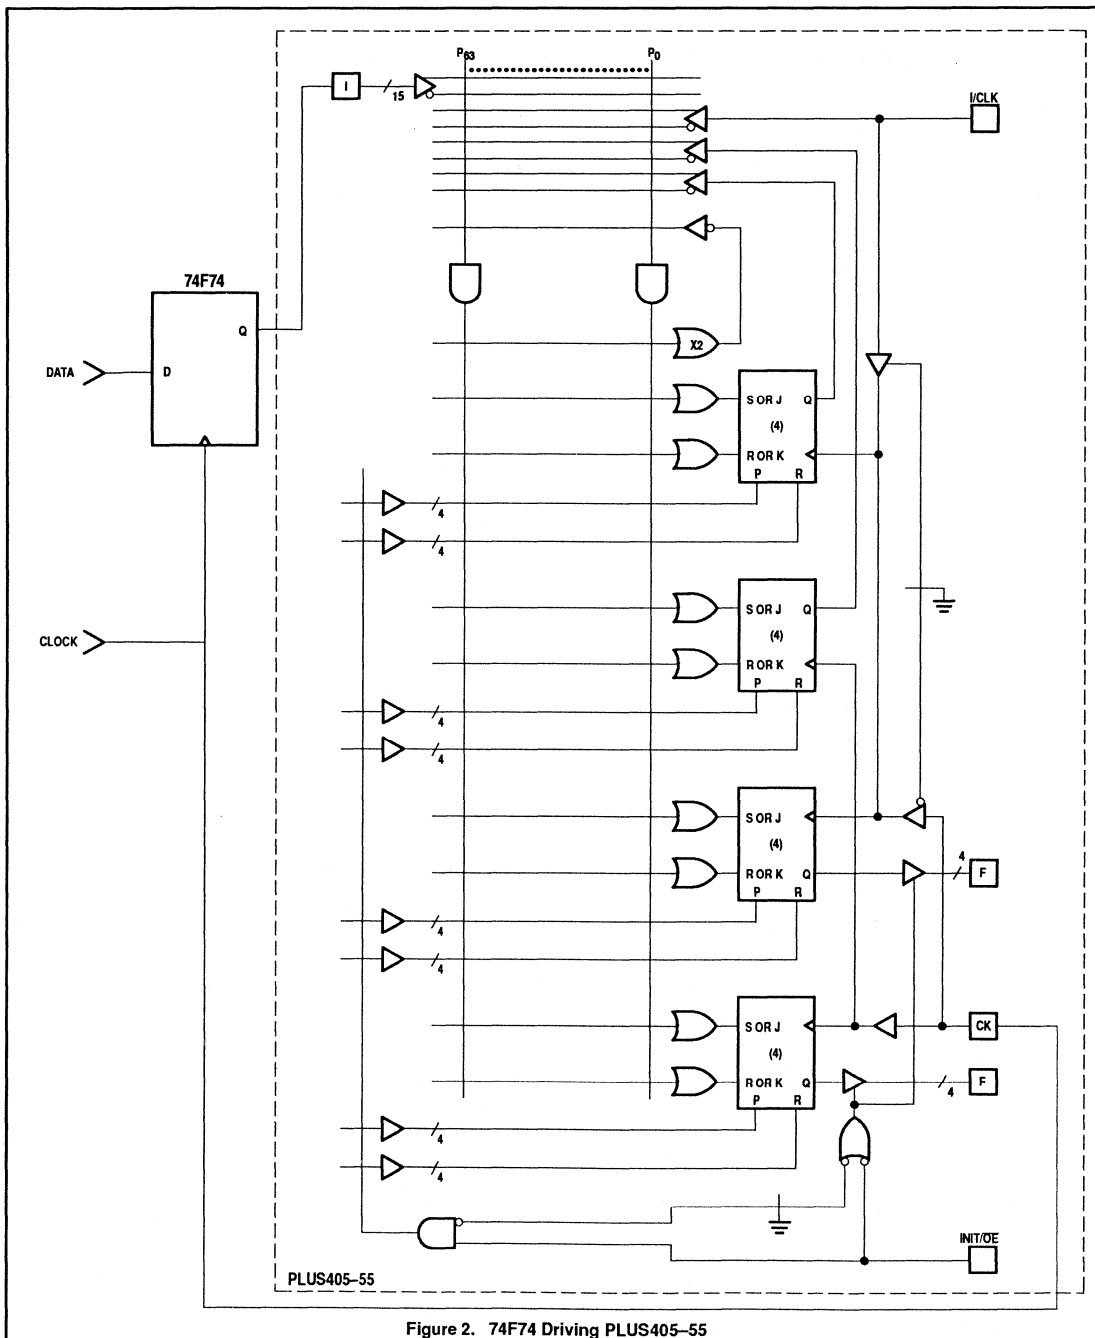 P63 P0
I 15 I/CLK
74F74
X2
Q
DATA D
S OR J Q
(4)
R OR K
P R
4
4
S OR J Q
(4)
CLOCK
R OR K
P R
4
4
S OR J
(4)
4
R OR K Q F
P R
4
4
S OR J CK
(4)
R OR K Q 4 F
P R
4
4
INIT/OE
PLUS405–55
Figure 2. 74F74 Driving PLUS405–55